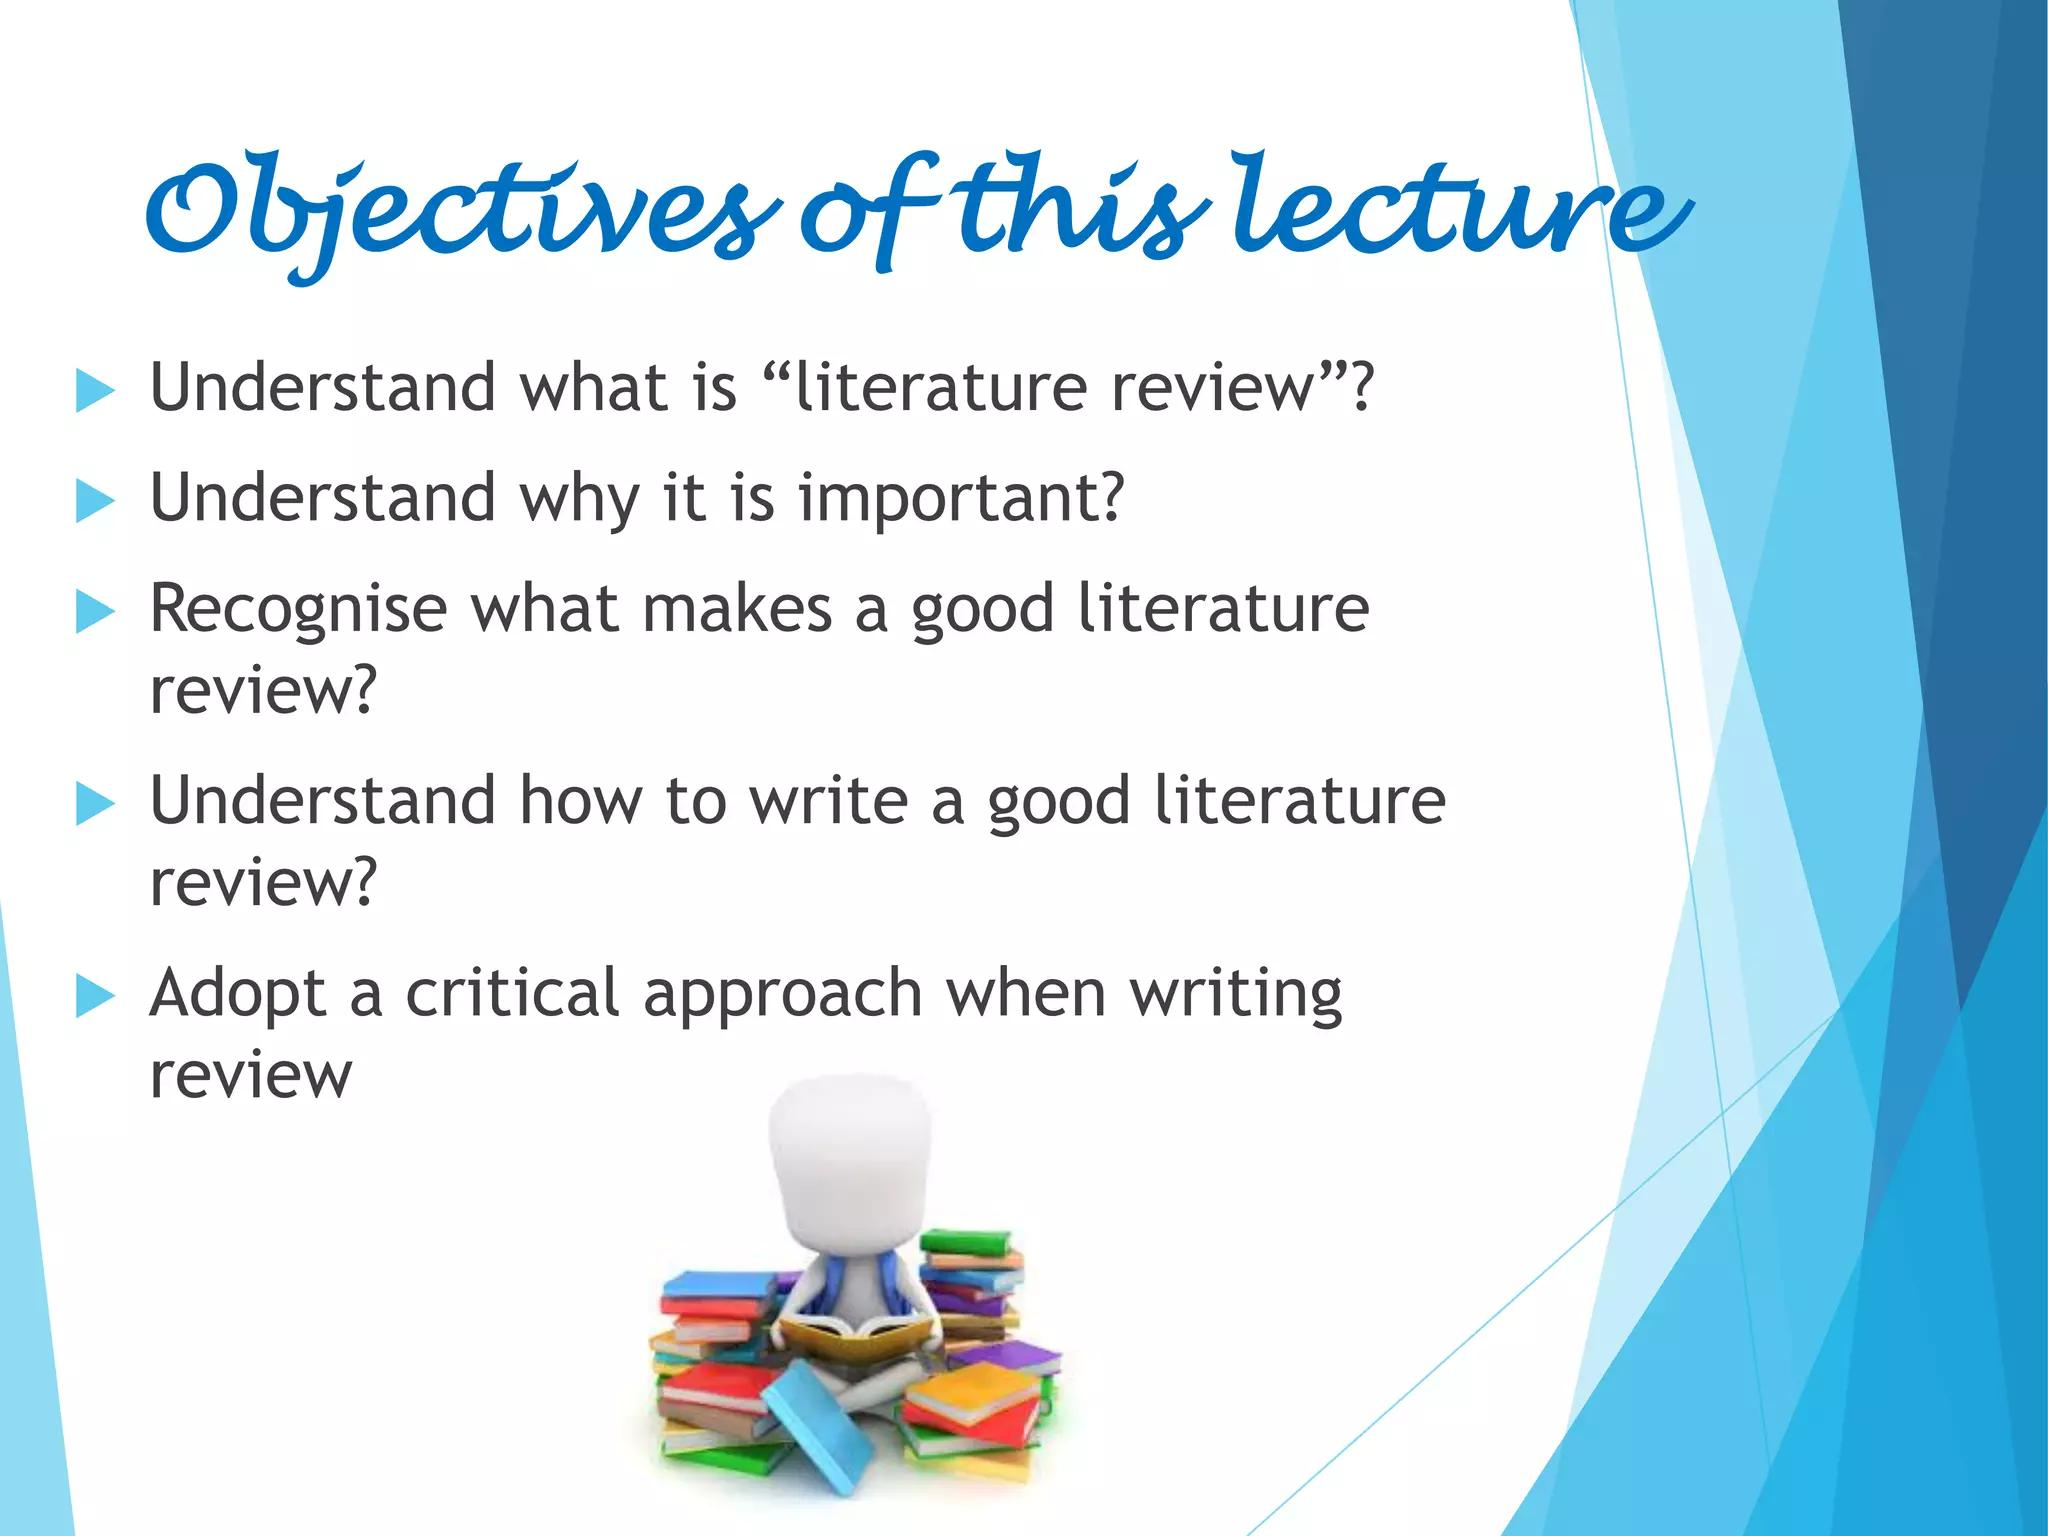 Objectives of this lecture
Understand what is “literature review”?
Understand why it is important?
Recognise what makes a good literature
review?
Understand how to write a good literature
review?
Adopt a critical approach when writing
review